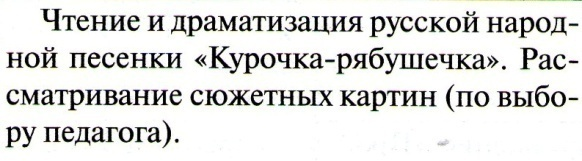 Чтение и драматизация русской народ-
ной песенки «Курочка-рябушечка». Рас-
сматривание сюжетных картин (по выбо-
ру педагога).